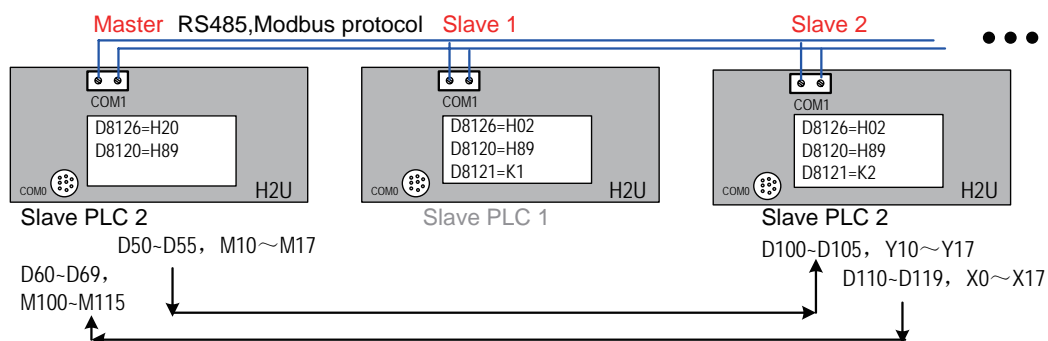 Master RS485,Modbus protocol Slave 1 Slave 2
COM1 COM1 COM1
D8126=H20
D8120=H89
COM0 H2U
D8126=H02
D8120=H89
D8121=K1
COM0 H2U
D8126=H02
D8120=H89
D8121=K2
COM0 H2U
Slave PLC 2 Slave PLC 1 Slave PLC 2
D50~D55， M10～M17
D60~D69，
M100~M115
D100~D105， Y10～Y17
D110~D119， X0～X17